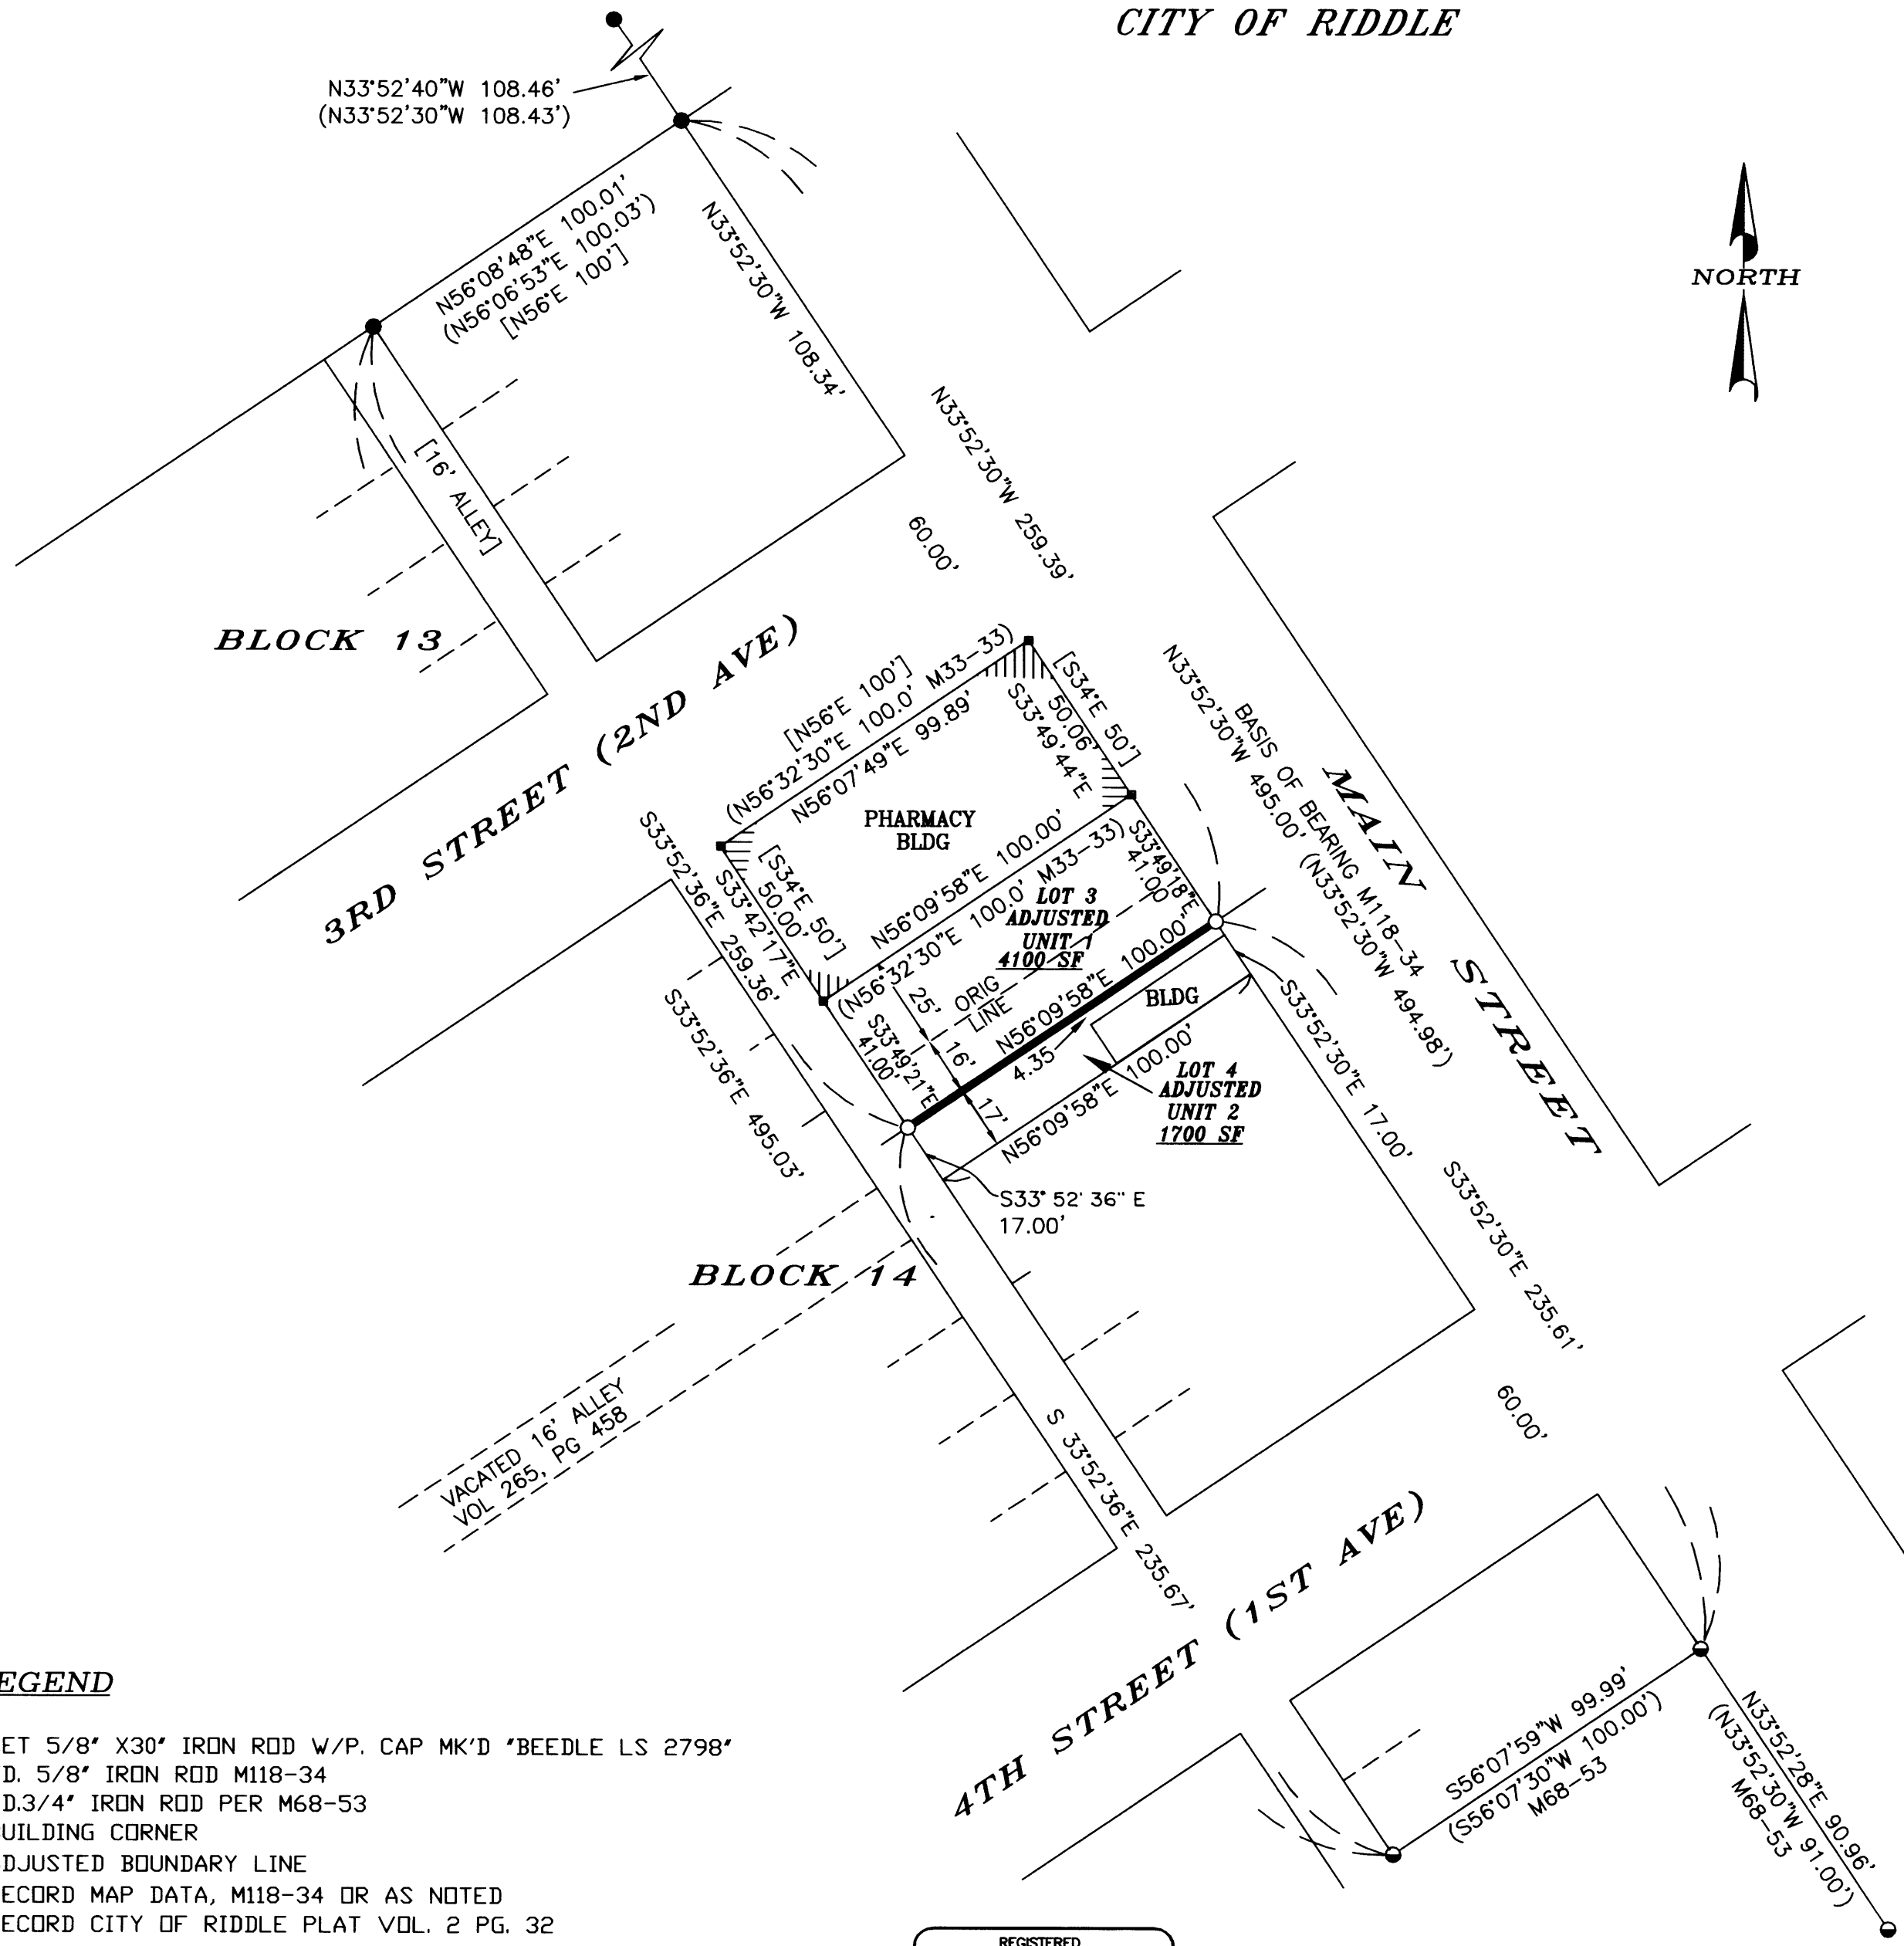 CITY OF RIDDLE
N33°52'40"W 108.46'
(N33°52'30"W 108.43')
N56°08'48"E 100.01'
(N56°06'53"E 100.03')
[N56°E 100']
N33°52'30"W 108.34'
NORTH
[16' ALLEY]
N33°52'30"W 259.39'
60.00'
BLOCK 13
3RD STREET (2ND AVE)
[N56°E 100']
(N56°32'30"E 100.0' M33-33)
N56°07'49"E 99.89'
[S34°E 50']
50.06'
S33°49'44"E
N33°52'30"W 495.00' (N33°52'30"W 494.98')
BASIS OF BEARING M118-34
MAIN STREET
PHARMACY
BLDG
S33°52'36"E 259.36'
S33°42'17"E
50.00'
[S34°E 50']
N56°09'58"E 100.00'
(N56°32'30"E 100.0' M33-33)
S33°49'18"E
41.00'
LOT 3
ADJUSTED
UNIT 1
4100 SF
ORIG
LINE
25'
16'
17'
N56°09'58"E 100.00'
4.35
BLDG
S33°49'21"E
41.00'
S33°52'36"E 495.03'
N56°09'58"E 100.00'
LOT 4
ADJUSTED
UNIT 2
1700 SF
S33°52'30"E 17.00'
S33° 52' 36" E
17.00'
S33°52'30"E 235.61'
BLOCK 14
VACATED 16' ALLEY
VOL 265, PG 458
S 33°52'36"E 235.67'
60.00'
4TH STREET (1ST AVE)
S56°07'59"W 99.99'
(S56°07'30"W 100.00')
M68-53
N33°52'28"E 90.96'
(N33°52'30"W 91.00')
M68-53
EGEND
ET 5/8" X30" IRON ROD W/P. CAP MK'D "BEEDLE LS 2798"
D. 5/8" IRON ROD M118-34
D.3/4" IRON ROD PER M68-53
UILDING CORNER
DJUSTED BOUNDARY LINE
ECORD MAP DATA, M118-34 OR AS NOTED
ECORD CITY OF RIDDLE PLAT VOL. 2 PG. 32
REGISTERED